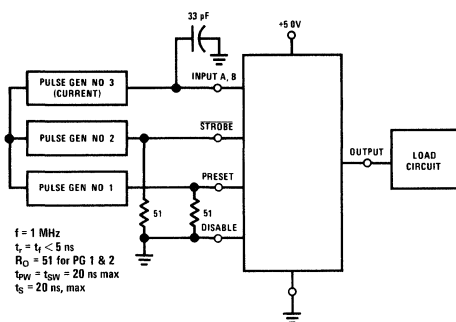 33 pF
+5 0V
PULSE GEN NO 3
(CURRENT)
INPUT A, B
PULSE GEN NO 2
STROBE
OUTPUT
LOAD
CIRCUIT
PULSE GEN NO 1
PRESET
51
51
DISABLE
f = 1 MHz
tr = tf < 5 ns
RO = 51 for PG 1 & 2
tPW = tSW = 20 ns max
tS = 20 ns, max